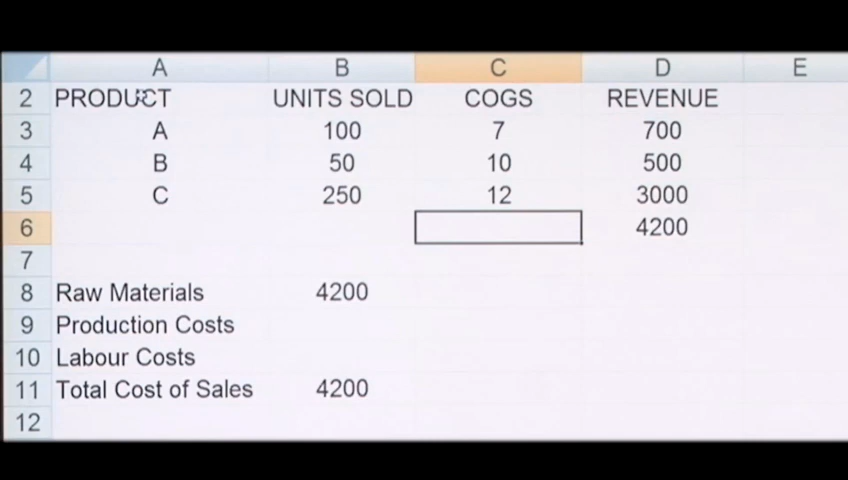 A B C D E
2 PRODUCT UNITS SOLD COGS REVENUE
3 A 100 7 700
4 B 50 10 500
5 C 250 12 3000
6 4200
7
8 Raw Materials 4200
9 Production Costs
10 Labour Costs
11 Total Cost of Sales 4200
12